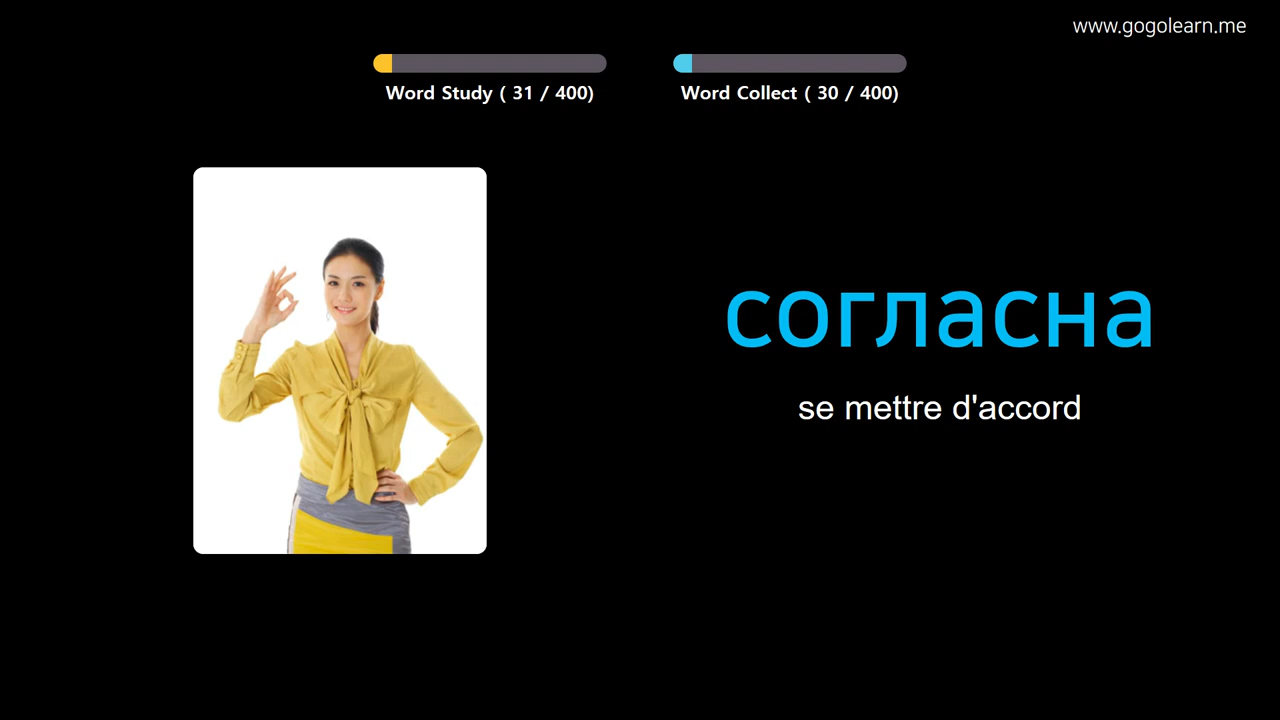 www.gogolearn.me
Word Study ( 31 / 400)
Word Collect ( 30 / 400)
согласна
se mettre d'accord